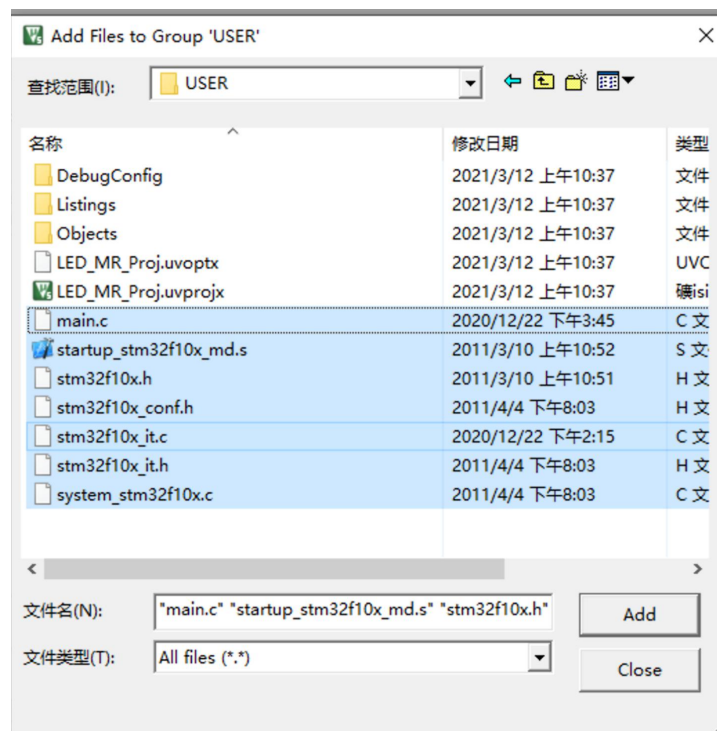 Add Files to Group 'USER'
查找范围(I): USER
名称 修改日期 类型
DebugConfig 2021/3/12 上午10:37 文件
Listings 2021/3/12 上午10:37 文件
Objects 2021/3/12 上午10:37 文件
LED_MR_Proj.uvoptx 2021/3/12 上午10:37 UVC
LED_MR_Proj.uvprojx 2021/3/12 上午10:37 礦isi
main.c 2020/12/22 下午3:45 C 文
startup_stm32f10x_md.s 2011/3/10 上午10:52 S 文
stm32f10x.h 2011/3/10 上午10:51 H 文
stm32f10x_conf.h 2011/4/4 下午8:03 H 文
stm32f10x_it.c 2020/12/22 下午2:15 C 文
stm32f10x_it.h 2011/4/4 下午8:03 H 文
system_stm32f10x.c 2011/4/4 下午8:03 C 文
文件名(N): "main.c" "startup_stm32f10x_md.s" "stm32f10x.h" Add
文件类型(T): All files (*.*) Close